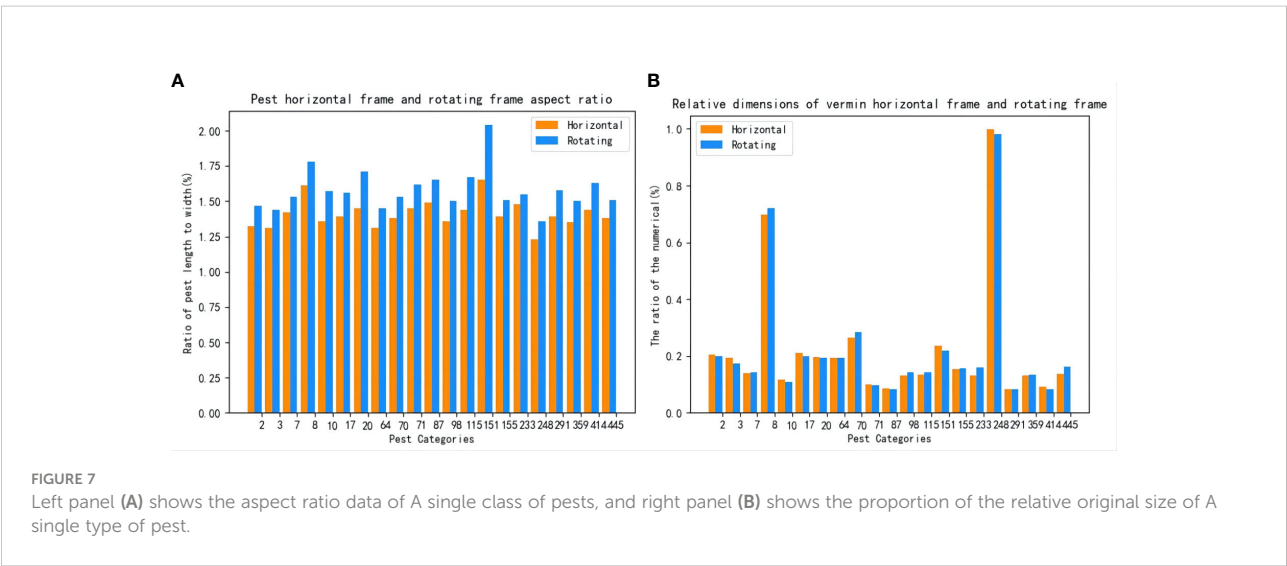 A
B
Pest horizontal frame and rotating frame aspect ratio
Horizontal
Rotating
2.00
1.75
1.50
1.25
1.00
0.75
0.50
0.25
0.00
Ratio of pest length to width(%)
2 3 7 8 10 17 20 64 70 71 87 98 115 151 155 233 248 291 359 414 445
Pest Categories
Relative dimensions of vermin horizontal frame and rotating frame
Horizontal
Rotating
1.0
0.8
0.6
0.4
0.2
0.0
The ratio of the numerical(%)
2 3 7 8 10 17 20 64 70 71 87 98 115 151 155 233 248 291 359 414 445
Pest Categories
FIGURE 7
Left panel (A) shows the aspect ratio data of A single class of pests, and right panel (B) shows the proportion of the relative original size of A
single type of pest.